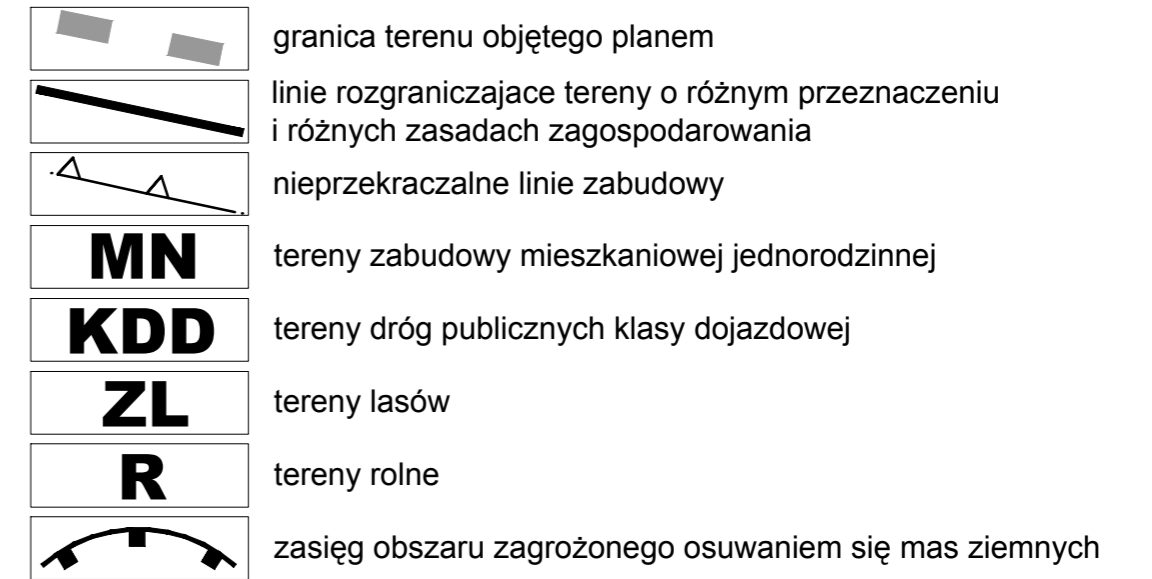 granica terenu objętego planem
linie rozgraniczajace tereny o różnym przeznaczeniu
i różnych zasadach zagospodarowania
nieprzekraczalne linie zabudowy
MN tereny zabudowy mieszkaniowej jednorodzinnej
KDD tereny dróg publicznych klasy dojazdowej
ZL tereny lasów
R tereny rolne
zasięg obszaru zagrożonego osuwaniem się mas ziemnych